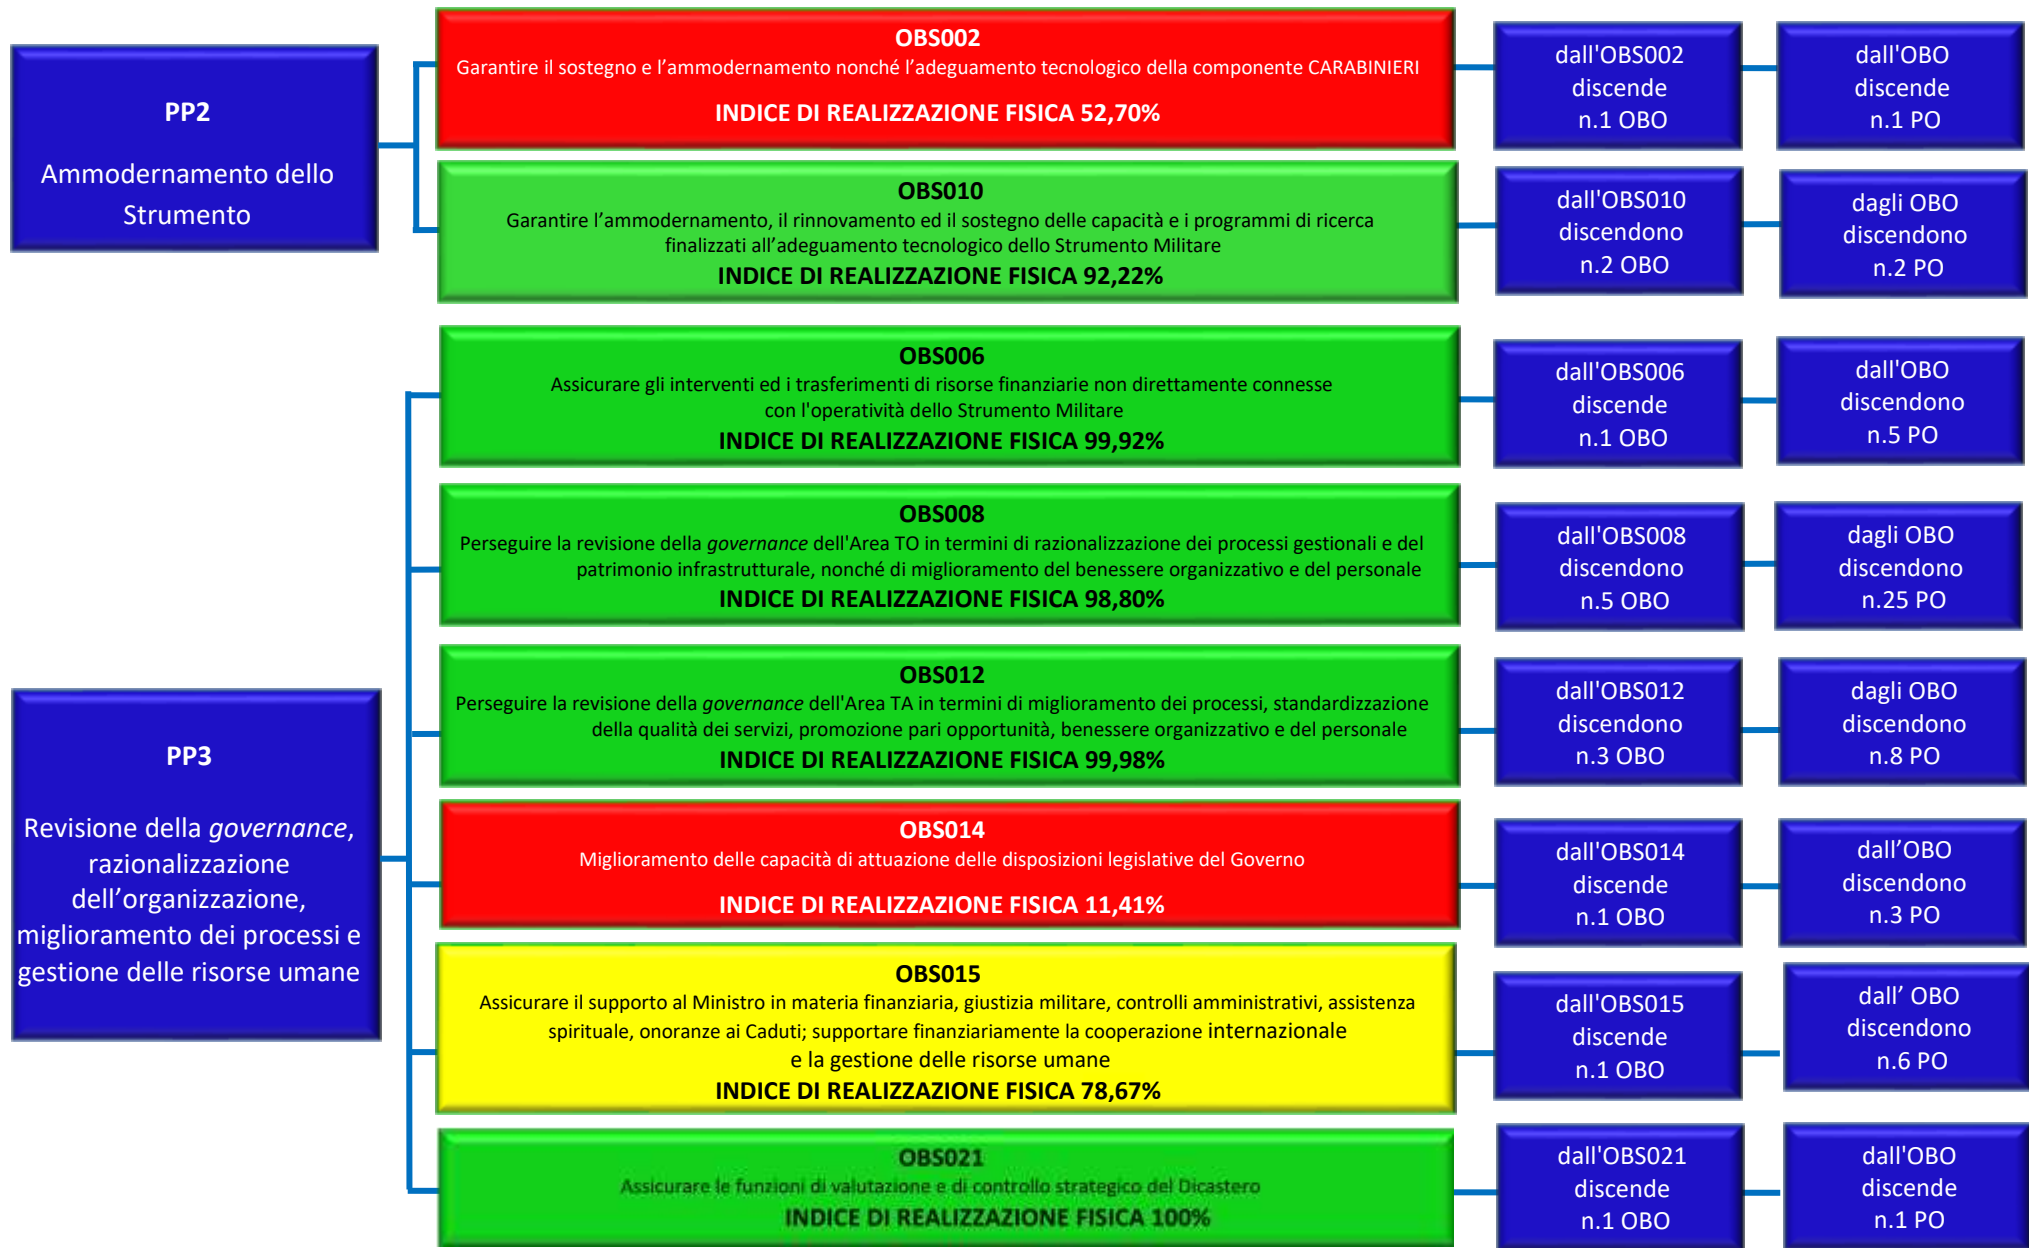 PP2
Ammodernamento dello
Strumento
OBS002
Garantire il sostegno e l’ammodernamento nonché l’adeguamento tecnologico della componente CARABINIERI
INDICE DI REALIZZAZIONE FISICA 52,70%
dall'OBS002
discende
n.1 OBO
dall'OBO
discende
n.1 PO
OBS010
Garantire l’ammodernamento, il rinnovamento ed il sostegno delle capacità e i programmi di ricerca
finalizzati all’adeguamento tecnologico dello Strumento Militare
INDICE DI REALIZZAZIONE FISICA 92,22%
dall'OBS010
discendono
n.2 OBO
dagli OBO
discendono
n.2 PO
PP3
Revisione della governance,
razionalizzazione
dell’organizzazione,
miglioramento dei processi e
gestione delle risorse umane
OBS006
Assicurare gli interventi ed i trasferimenti di risorse finanziarie non direttamente connesse
con l'operatività dello Strumento Militare
INDICE DI REALIZZAZIONE FISICA 99,92%
dall'OBS006
discende
n.1 OBO
dall'OBO
discendono
n.5 PO
OBS008
Perseguire la revisione della governance dell'Area TO in termini di razionalizzazione dei processi gestionali e del
patrimonio infrastrutturale, nonché di miglioramento del benessere organizzativo e del personale
INDICE DI REALIZZAZIONE FISICA 98,80%
dall'OBS008
discendono
n.5 OBO
dagli OBO
discendono
n.25 PO
OBS012
Perseguire la revisione della governance dell'Area TA in termini di miglioramento dei processi, standardizzazione
della qualità dei servizi, promozione pari opportunità, benessere organizzativo e del personale
INDICE DI REALIZZAZIONE FISICA 99,98%
dall'OBS012
discendono
n.3 OBO
dagli OBO
discendono
n.8 PO
OBS014
Miglioramento delle capacità di attuazione delle disposizioni legislative del Governo
INDICE DI REALIZZAZIONE FISICA 11,41%
dall'OBS014
discende
n.1 OBO
dall’OBO
discendono
n.3 PO
OBS015
Assicurare il supporto al Ministro in materia finanziaria, giustizia militare, controlli amministrativi, assistenza
spirituale, onoranze ai Caduti; supportare finanziariamente la cooperazione internazionale
e la gestione delle risorse umane
INDICE DI REALIZZAZIONE FISICA 78,67%
dall'OBS015
discende
n.1 OBO
dall’ OBO
discendono
n.6 PO
OBS021
Assicurare le funzioni di valutazione e di controllo strategico del Dicastero
INDICE DI REALIZZAZIONE FISICA 100%
dall'OBS021
discende
n.1 OBO
dall'OBO
discende
n.1 PO